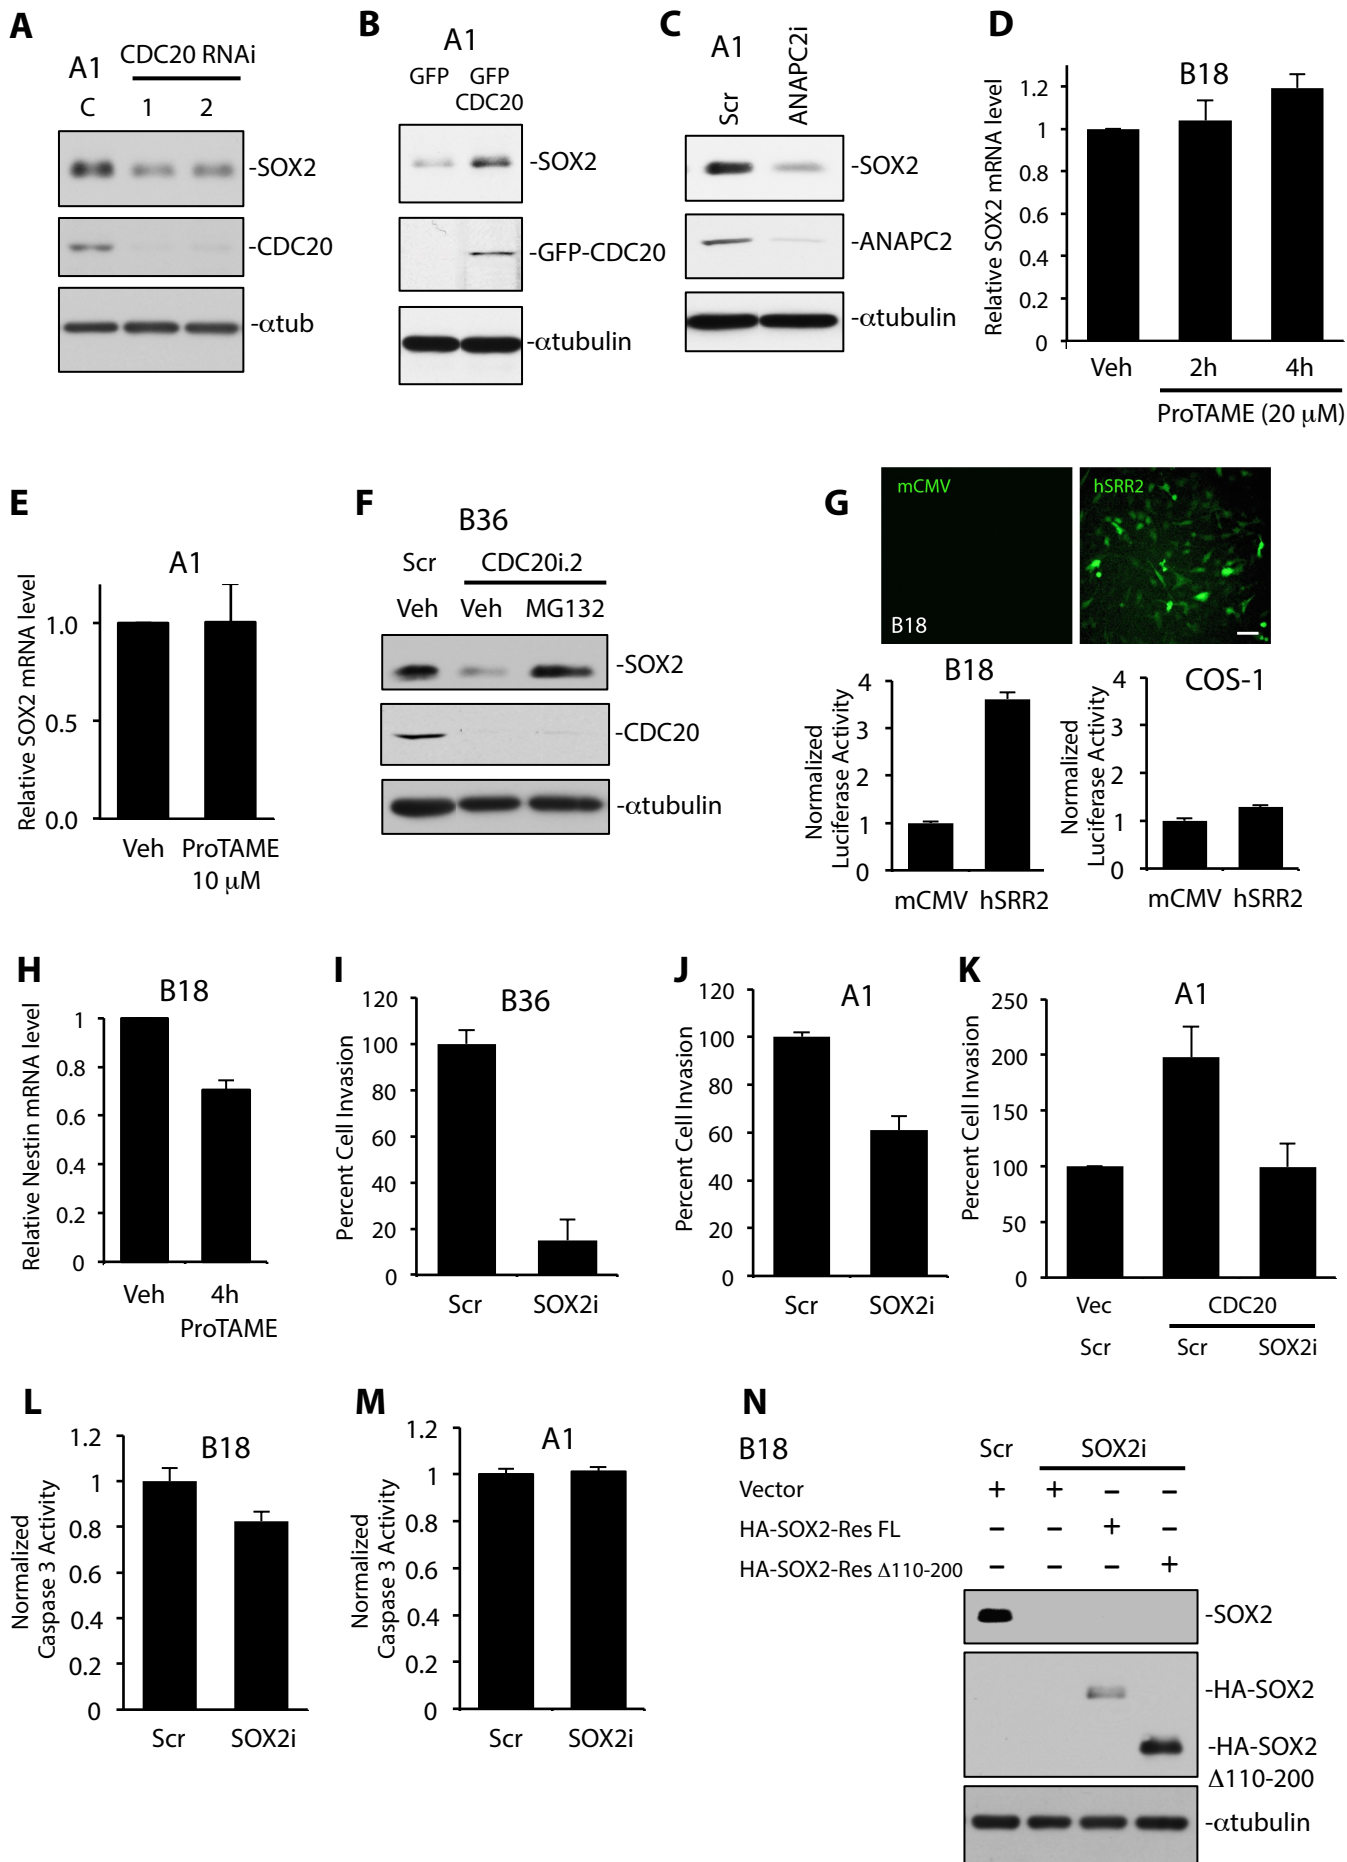 A
A1
CDC20 RNAi
C 1 2
-SOX2
-CDC20
-αtub
B
A1
GFP GFP CDC20
-SOX2
-GFP-CDC20
-αtubulin
C
A1
Scr ANAPC2i
-SOX2
-ANAPC2
-αtubulin
D
B18
Relative SOX2 mRNA level
1.2
1
0.8
0.6
0.4
0.2
0
Veh 2h 4h
ProTAME (20 μM)
E
A1
Relative SOX2 mRNA level
1.0
0.5
0.0
Veh ProTAME
10 μM
F
B36
Scr CDC20i.2
Veh Veh MG132
-SOX2
-CDC20
-αtubulin
G
mCMV
hSRR2
B18
B18
Normalized
Luciferase Activity
4
3
2
1
0
mCMV hSRR2
COS-1
Normalized
Luciferase Activity
4
3
2
1
0
mCMV hSRR2
H
B18
Relative Nestin mRNA level
1
0.8
0.6
0.4
0.2
0
Veh 4h
ProTAME
I
B36
Percent Cell Invasion
120
100
80
60
40
20
0
Scr SOX2i
J
A1
Percent Cell Invasion
120
100
80
60
40
20
0
Scr SOX2i
K
A1
Percent Cell Invasion
250
200
150
100
50
0
Vec CDC20
Scr Scr SOX2i
L
B18
Normalized
Caspase 3 Activity
1.2
1
0.8
0.6
0.4
0.2
0
Scr SOX2i
M
A1
Normalized
Caspase 3 Activity
1.2
1
0.8
0.6
0.4
0.2
0
Scr SOX2i
N
B18
Scr SOX2i
Vector + + – –
HA-SOX2-Res FL – – + –
HA-SOX2-Res Δ110-200 – – – +
-SOX2
-HA-SOX2
-HA-SOX2
Δ110-200
-αtubulin